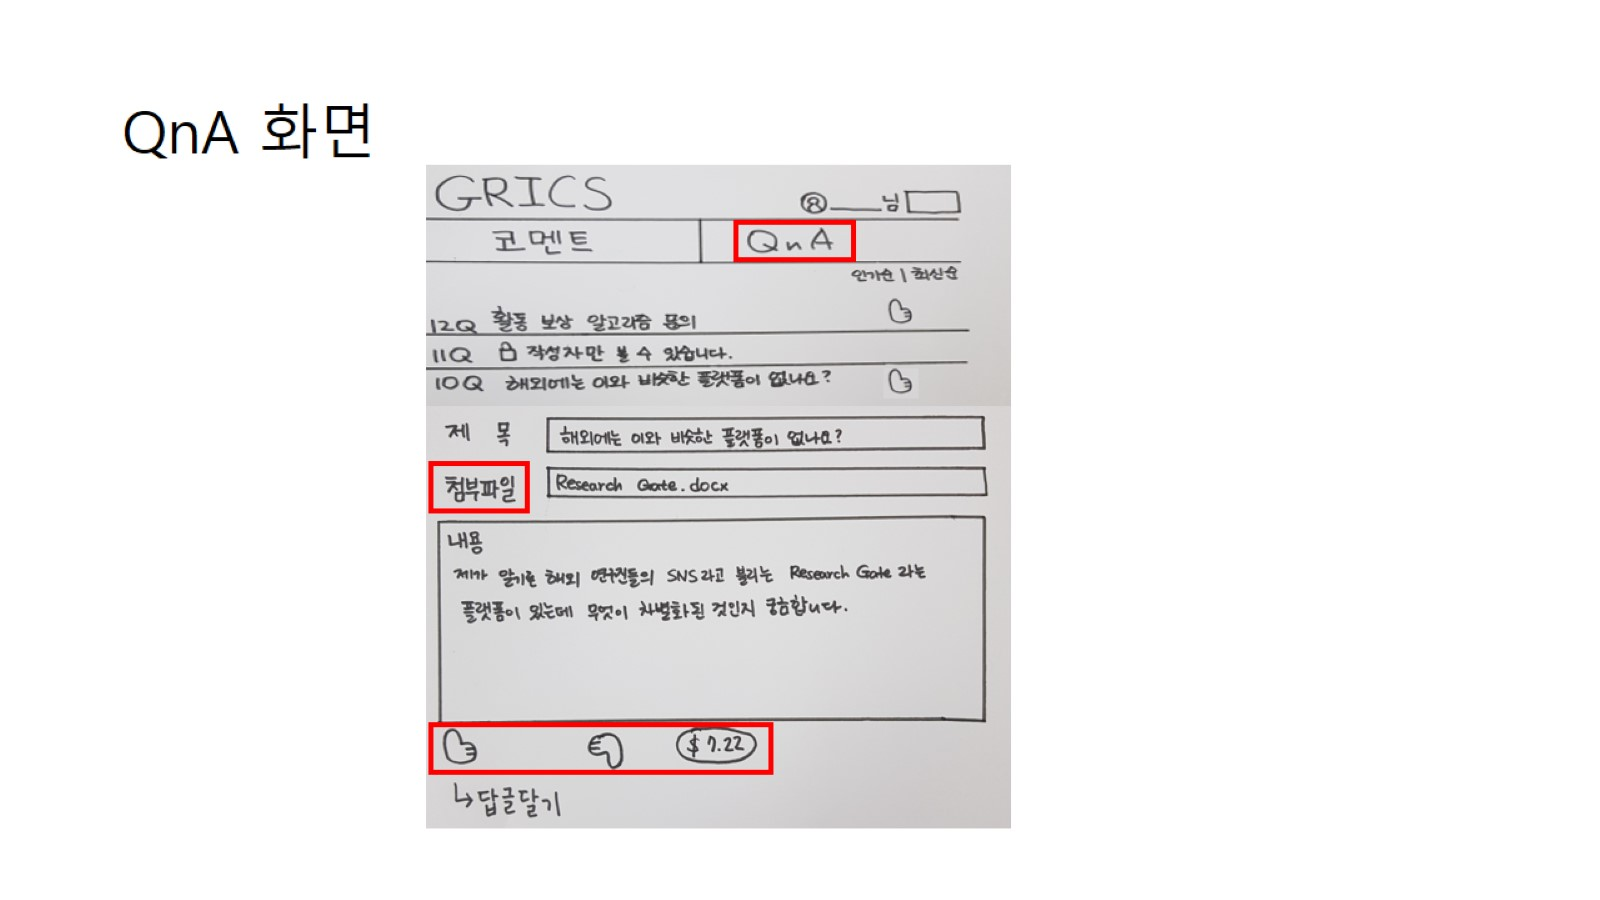 QnA 화면
GRICS
님
코멘트 QnA
인기순 | 최신순
12Q 활동 보상 알고리즘 문의
11Q 작성자만 볼 수 있습니다.
10Q 해외에는 이와 비슷한 플랫폼이 없나요?
제 목 해외에는 이와 비슷한 플랫폼이 없나요?
첨부파일 Research Gate.docx
내용
제가 알기론 해외 연구진들의 SNS라고 불리는 Research Gate 라는
플랫폼이 있는데 무엇이 차별화된 것인지 궁금합니다.
$ 7.22
↳답글달기